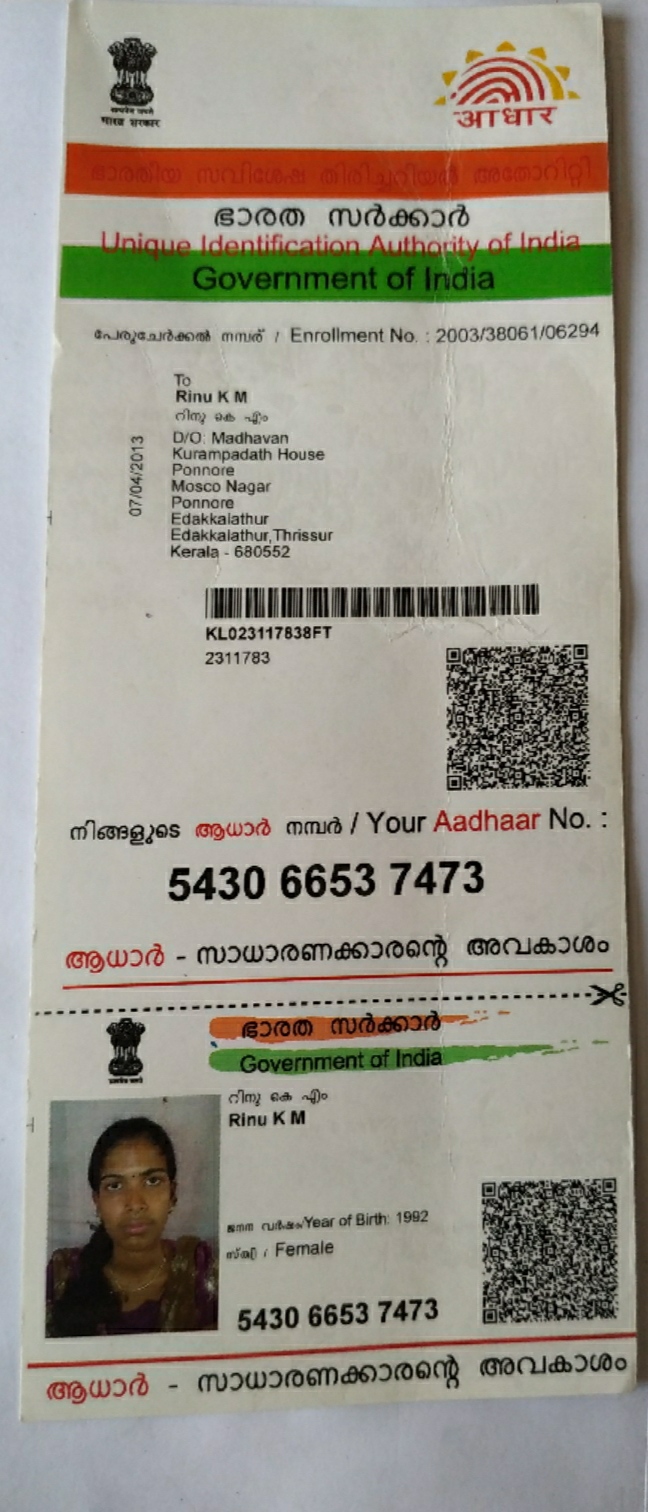 भारत सरकार
आधार
ഭാരതീയ സവിശേഷ തിരിച്ചറിയൽ അതോറിറ്റി
ഭാരത സർക്കാർ
Unique Identification Authority of India
Government of India
പേരുചേർക്കൽ നമ്പര് / Enrollment No. : 2003/38061/06294
To
Rinu K M
റിനു കെ എം
D/O: Madhavan
Kurampadath House
Ponnore
Mosco Nagar
Ponnore
Edakkalathur
Edakkalathur,Thrissur
Kerala - 680552
07/04/2013
KL023117838FT
2311783
നിങ്ങളുടെ ആധാർ നമ്പർ / Your Aadhaar No. :
5430 6653 7473
ആധാർ - സാധാരണക്കാരന്റെ അവകാശം
ഭാരത സർക്കാർ
Government of India
റിനു കെ എം
Rinu K M
ജനന വർഷം/Year of Birth: 1992
സ്ത്രീ / Female
5430 6653 7473
ആധാർ - സാധാരണക്കാരന്റെ അവകാശം